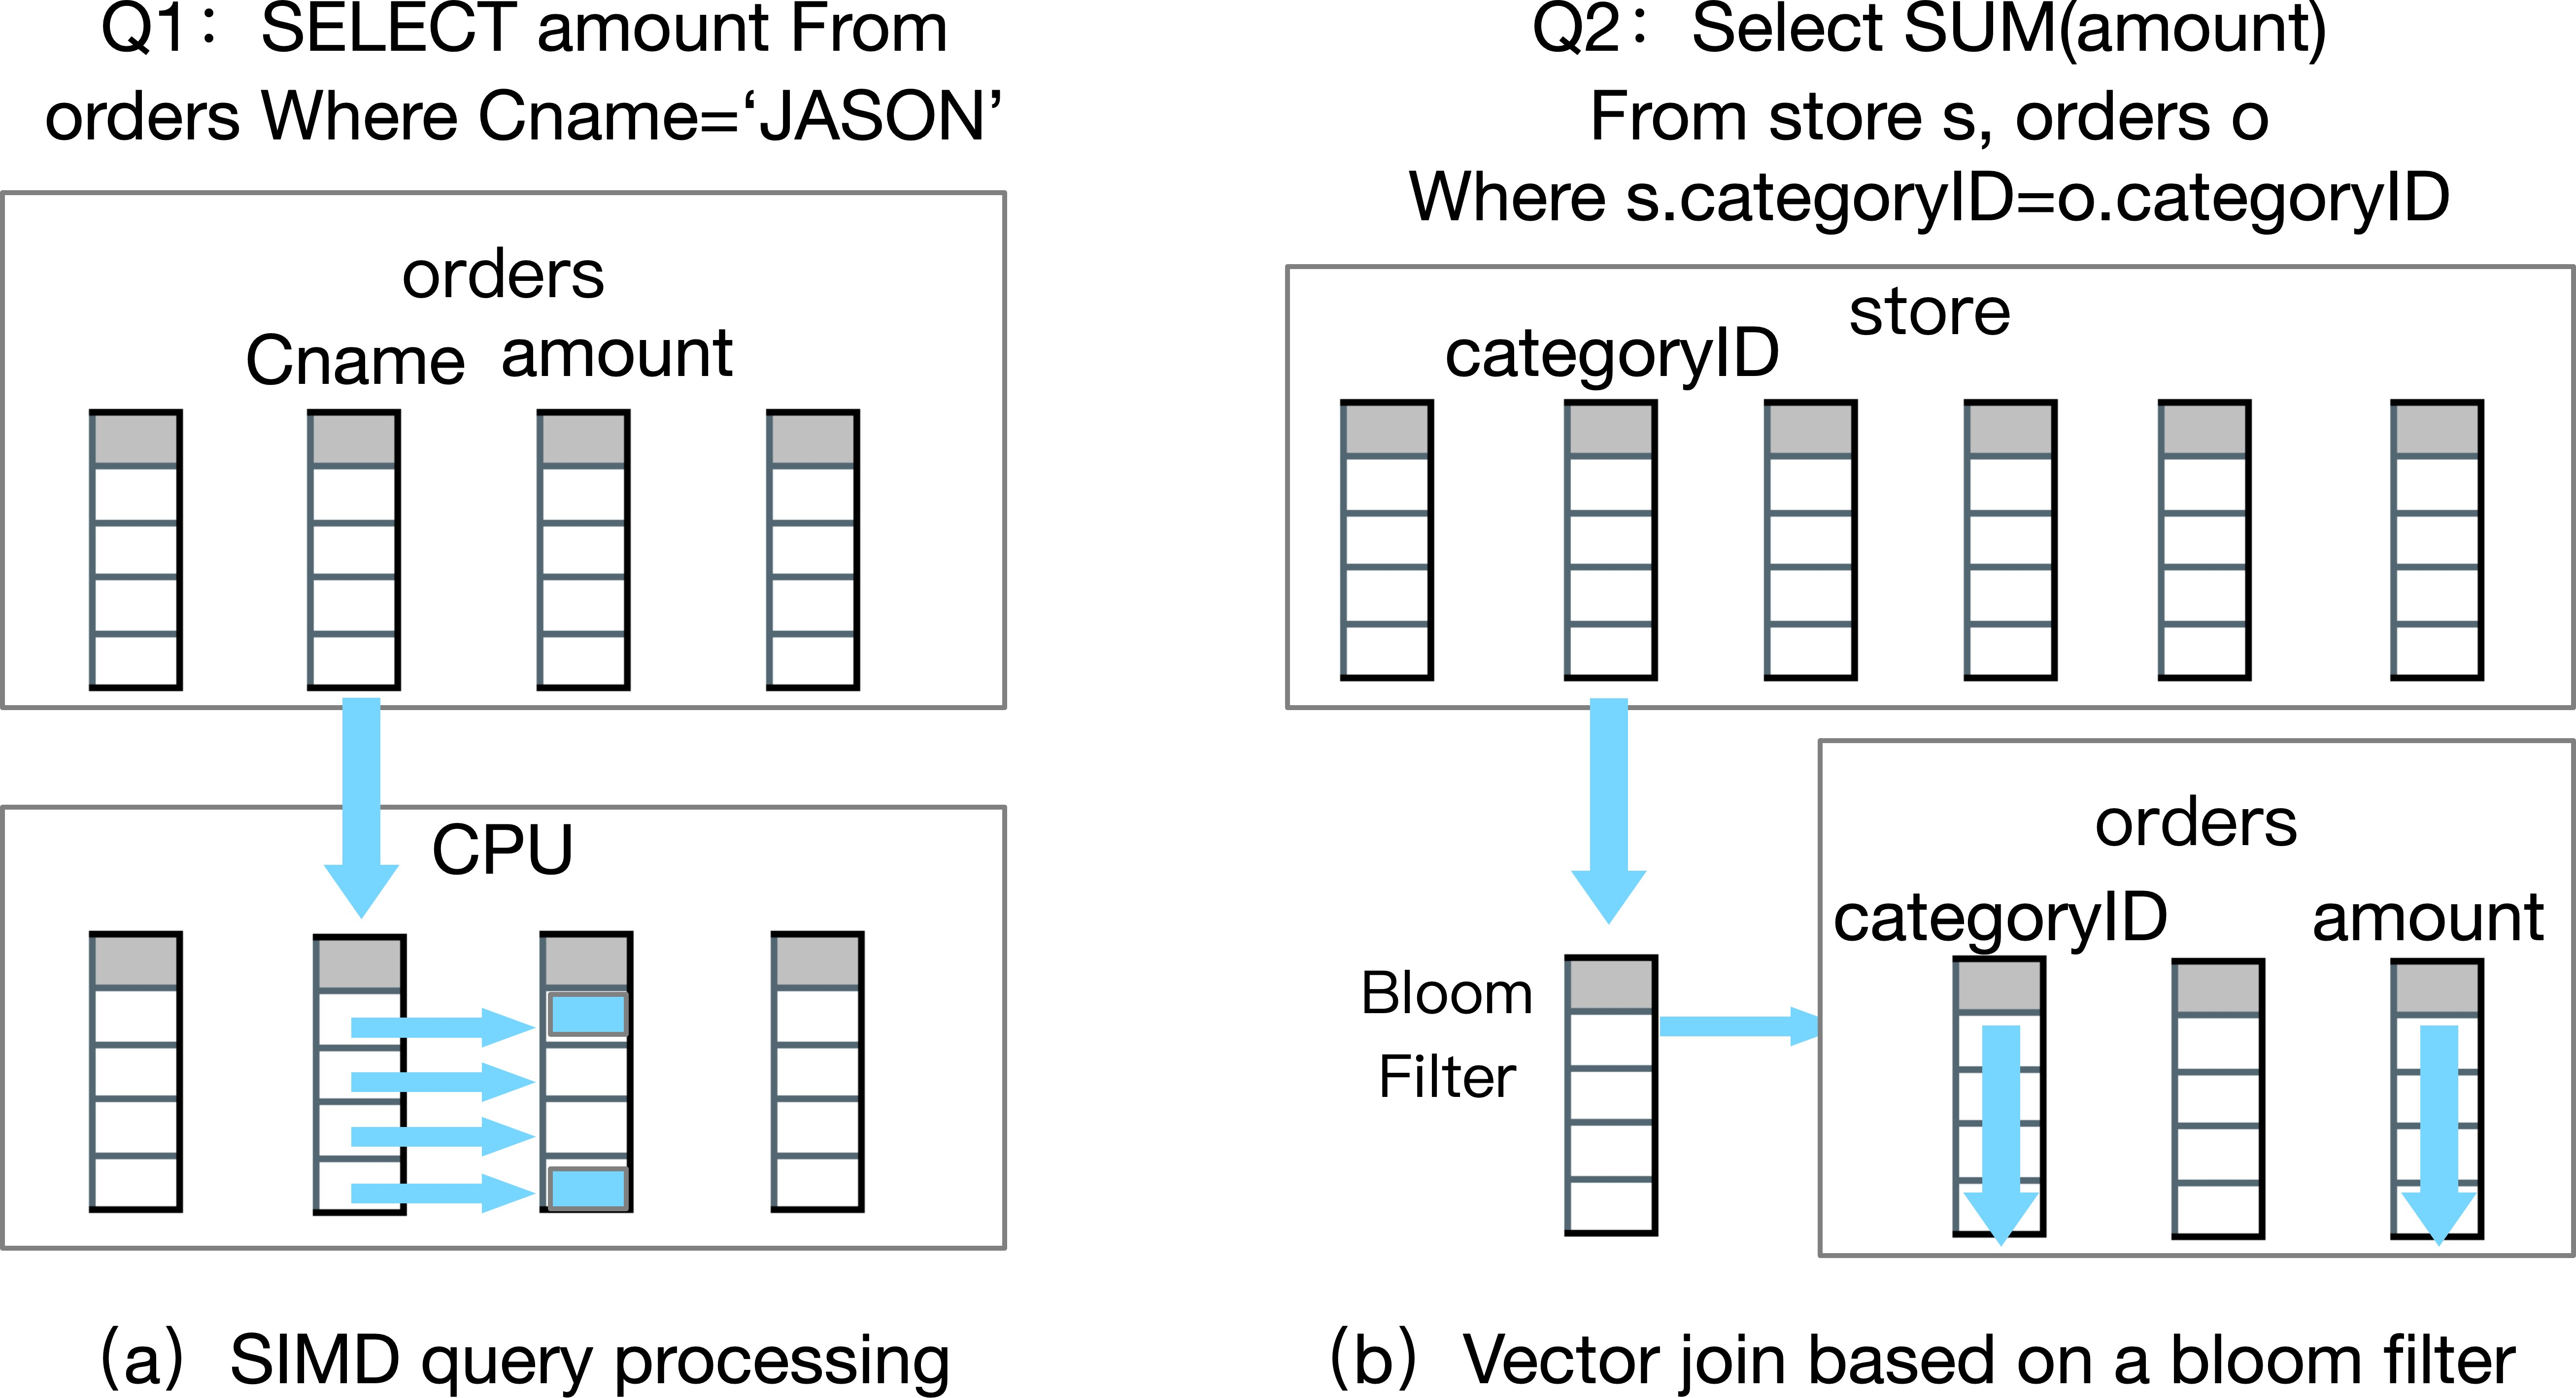 Q1：SELECT amount From
orders Where Cname=‘JASON’
orders
Cname amount
CPU
(a) SIMD query processing
Q2：Select SUM(amount)
From store s, orders o
Where s.categoryID=o.categoryID
store
categoryID
orders
categoryID amount
Bloom
Filter
(b) Vector join based on a bloom filter